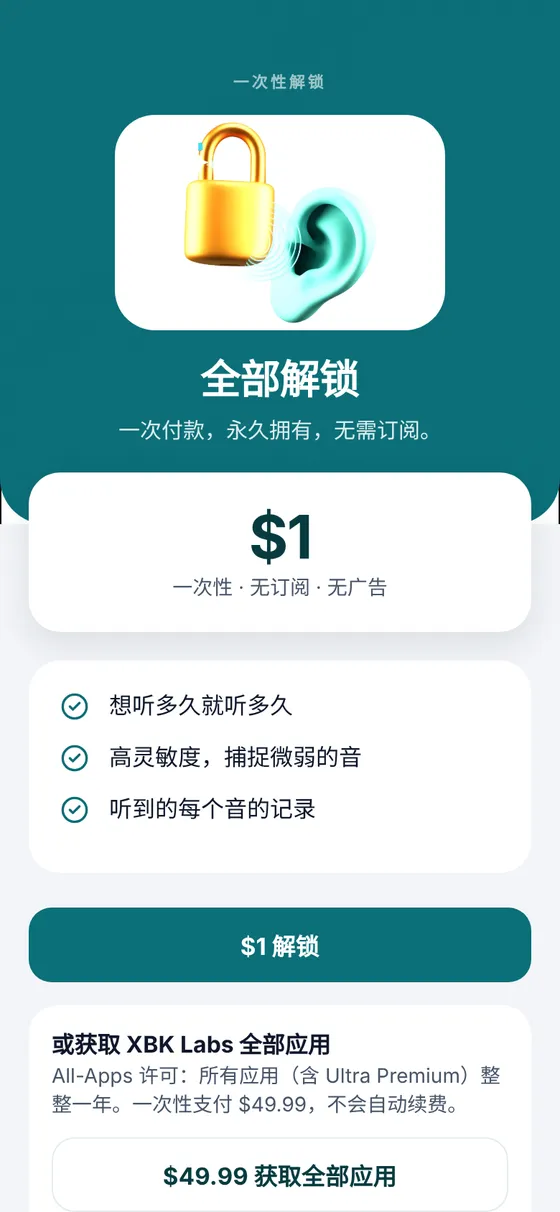 一次性解锁
全部解锁
一次付款，永久拥有，无需订阅。
$1
一次性 · 无订阅 · 无广告
想听多久就听多久
高灵敏度，捕捉微弱的音
听到的每个音的记录
$1 解锁
或获取 XBK Labs 全部应用
All-Apps 许可：所有应用（含 Ultra Premium）整
整一年。一次性支付 $49.99，不会自动续费。
$49.99 获取全部应用